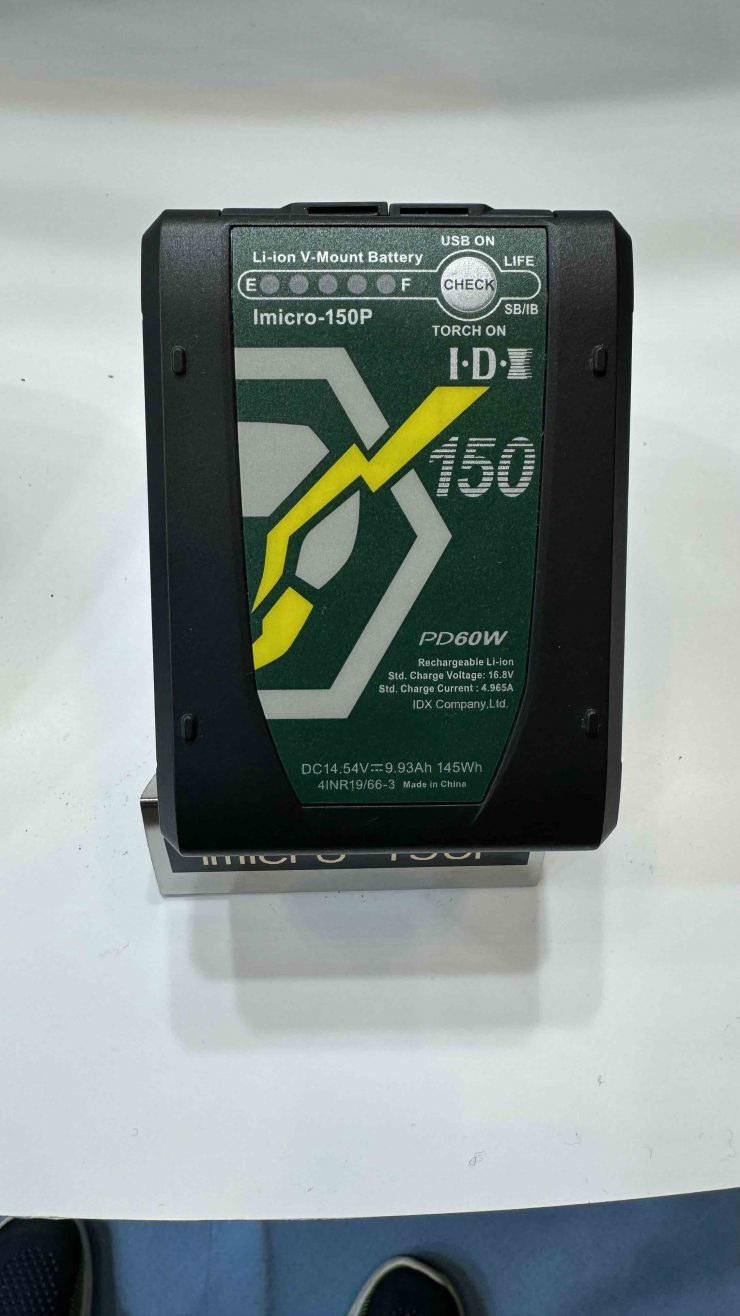 USB ON
Li-ion V-Mount Battery
LIFE
E
F
CHECK
SB/IB
Imicro-150P
TORCH ON
I·D·X
150
PD60W
Rechargeable Li-ion
Std. Charge Voltage: 16.8V
Std. Charge Current : 4.965A
IDX Company,Ltd.
DC14.54V⎓9.93Ah 145Wh
4INR19/66-3 Made in China